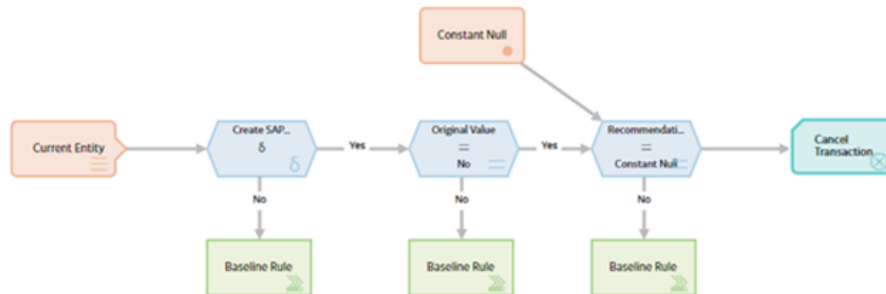 Constant Null
Current Entity
Create SAP...
δ
δ
Yes
Original Value
=
No
Yes
Recommendati...
=
Constant Null
Cancel
Transaction...
No
No
No
Baseline Rule
Baseline Rule
Baseline Rule